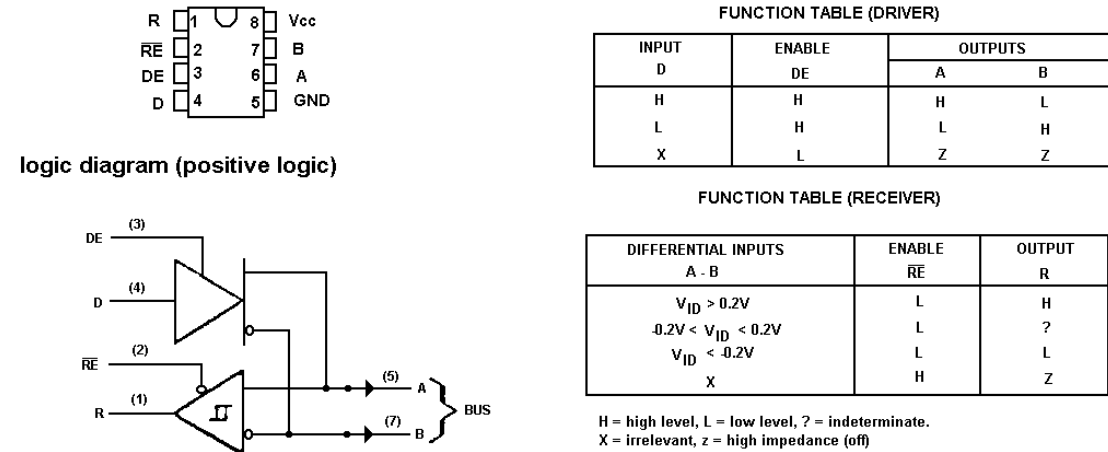 R 1 8 Vcc
RE 2 7 B
DE 3 6 A
D 4 5 GND
logic diagram (positive logic)
DE (3)
D (4)
RE (2)
R (1)
(5) A
(7) B
BUS
FUNCTION TABLE (DRIVER)
INPUT ENABLE OUTPUTS
D DE A B
H H H L
L H L H
X L Z Z
FUNCTION TABLE (RECEIVER)
DIFFERENTIAL INPUTS ENABLE OUTPUT
A - B RE R
VID > 0.2V L H
-0.2V < VID < 0.2V L ?
VID < -0.2V L L
X H Z
H = high level, L = low level, ? = indeterminate.
X = irrelevant, z = high impedance (off)